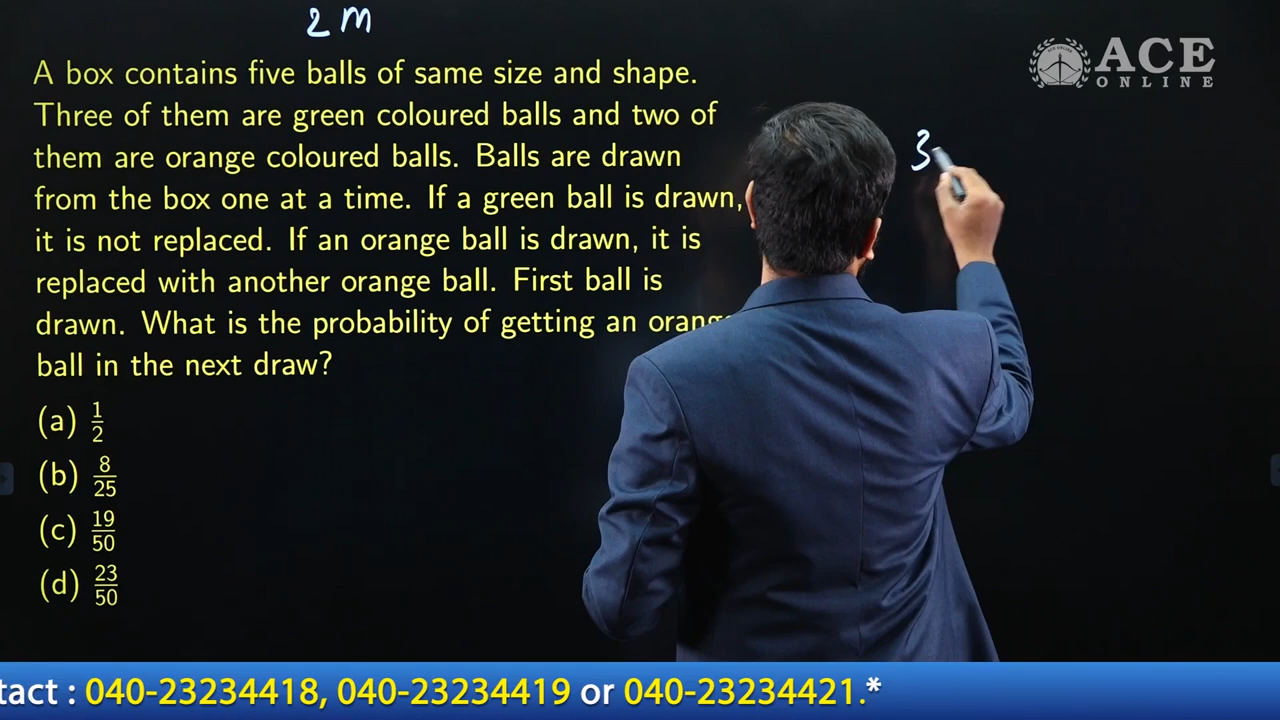 2 M
A box contains five balls of same size and shape.
Three of them are green coloured balls and two of
them are orange coloured balls. Balls are drawn
from the box one at a time. If a green ball is drawn,
it is not replaced. If an orange ball is drawn, it is
replaced with another orange ball. First ball is
drawn. What is the probability of getting an orang
ball in the next draw?
(a) 1/2
(b) 8/25
(c) 19/50
(d) 23/50
3
ACE
ONLINE
tact : 040-23234418, 040-23234419 or 040-23234421.*